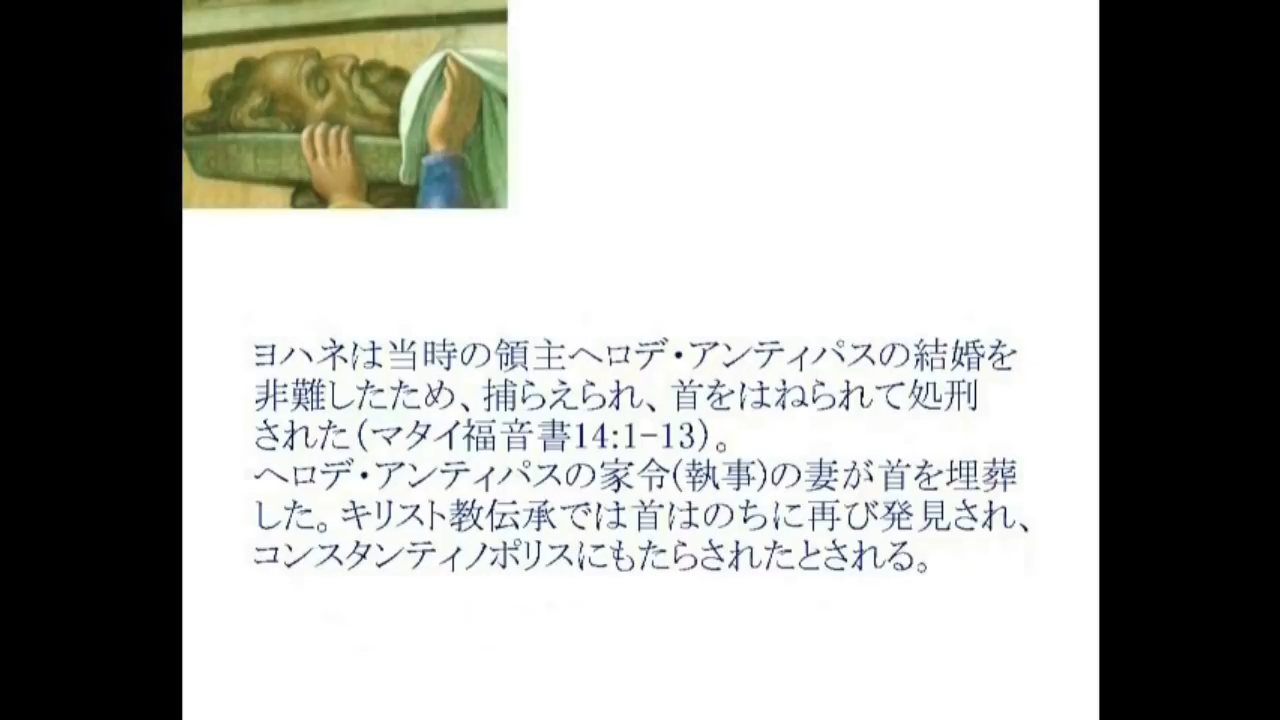 ヨハネは当時の領主ヘロデ・アンティパスの結婚を
非難したため、捕らえられ、首をはねられて処刑
された(マタイ福音書14:1-13)。
ヘロデ・アンティパスの家令(執事)の妻が首を埋葬
した。キリスト教伝承では首はのちに再び発見され、
コンスタンティノポリスにもたらされたとされる。